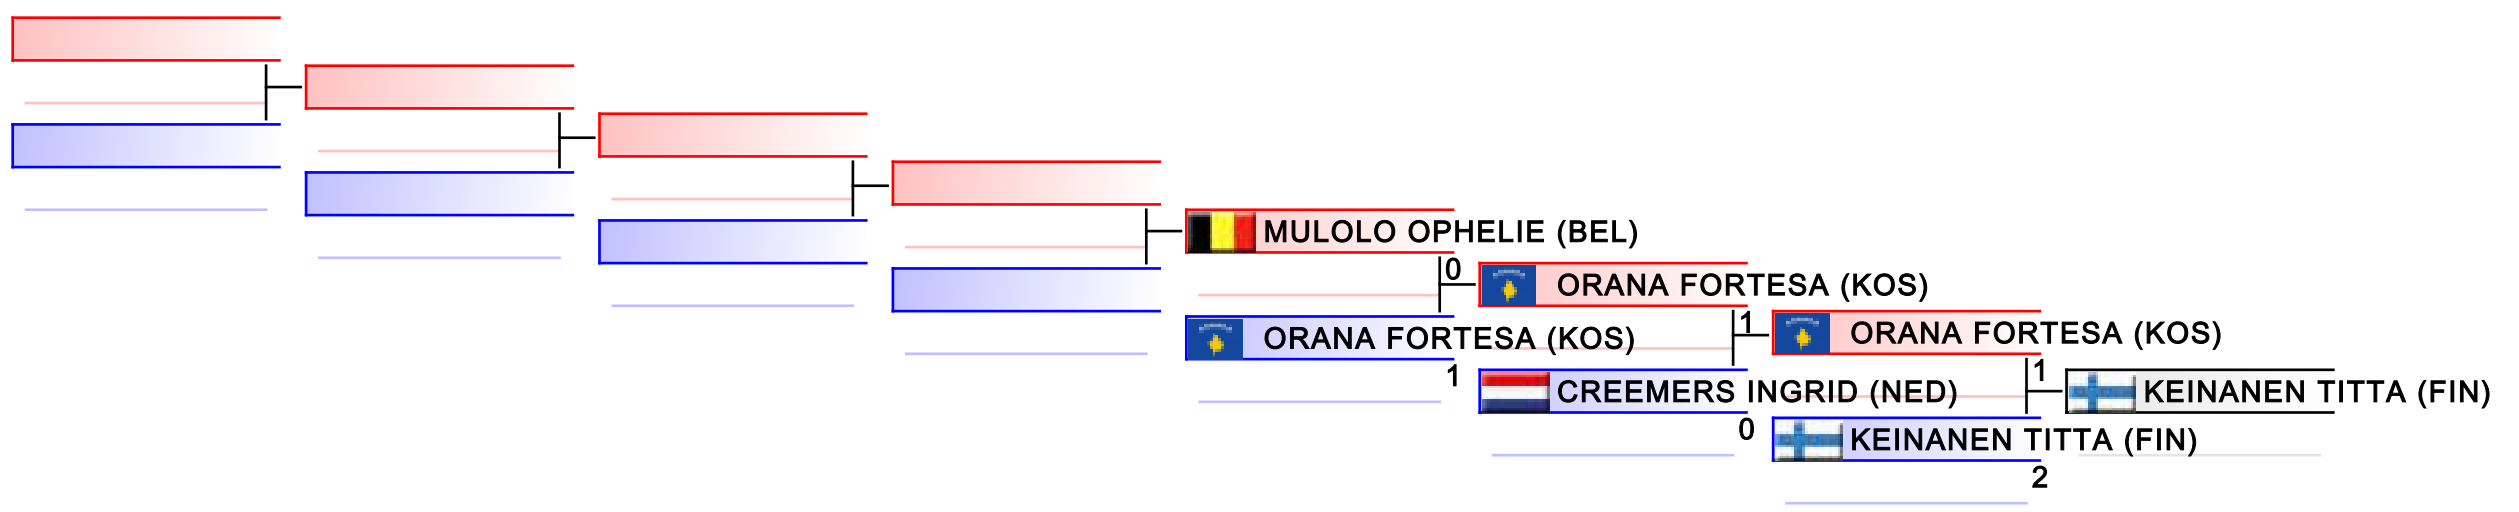 MULOLO OPHELIE (BEL)
0
ORANA FORTESA (KOS)
1
ORANA FORTESA (KOS)
1
CREEMERS INGRID (NED)
0
ORANA FORTESA (KOS)
1
KEINANEN TITTA (FIN)
2
KEINANEN TITTA (FIN)